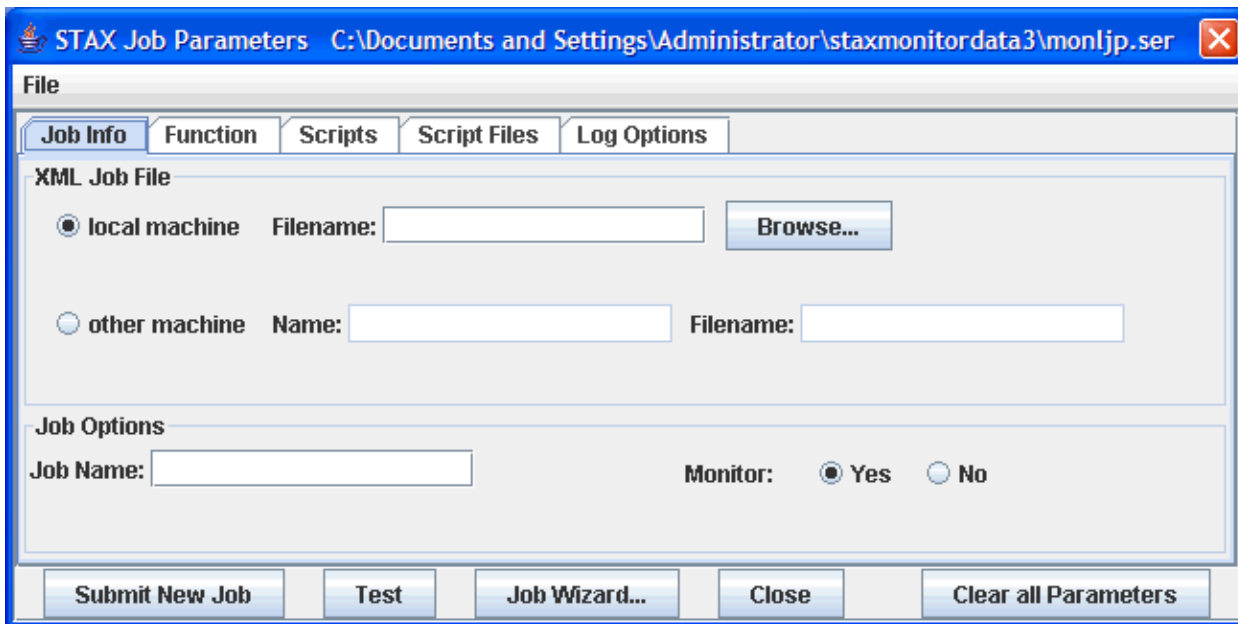 STAX Job Parameters C:\Documents and Settings\Administrator\staxmonitordata3\monljp.ser
File
Job Info Function Scripts Script Files Log Options
XML Job File
local machine Filename: Browse...
other machine Name: Filename:
Job Options
Job Name: Monitor: Yes No
Submit New Job Test Job Wizard... Close Clear all Parameters